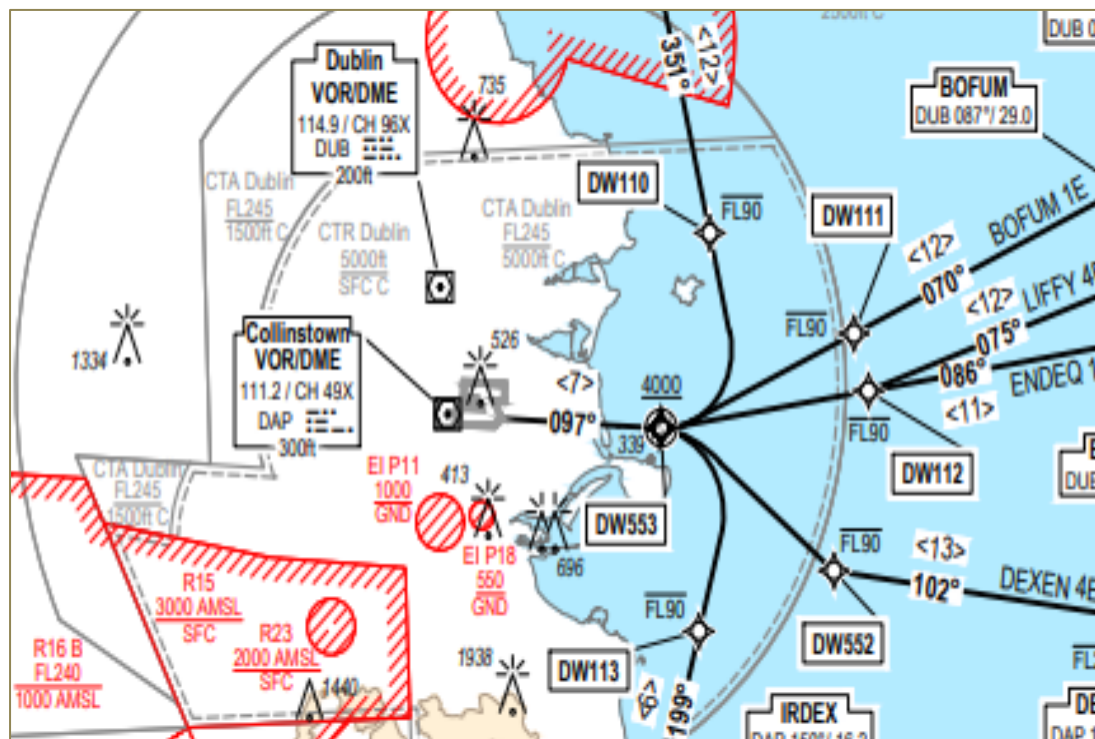 2500ft C
DUB 0
Dublin
VOR/DME
114.9 / CH 96X
DUB
200ft
735
351°
<12>
BOFUM
DUB 087°/ 29.0
CTA Dublin
FL245
1500ft C
CTR Dublin
5000ft
SFC C
CTA Dublin
FL245
5000ft C
DW110
FL90
DW111
<12>
070°
BOFUM 1E
<12>
075°
LIFFY 4
086°
ENDEQ 1
<11>
FL90
FL90
DW112
1334
Collinstown
VOR/DME
111.2 / CH 49X
DAP
300ft
526
<7>
097°
4000
339
DW553
CTA Dublin
FL245
1500ft C
EI P11
1000
GND
413
EI P18
550
GND
696
FL90
<13>
102°
DEXEN 4E
DW552
R15
3000 AMSL
SFC
R23
2000 AMSL
SFC
R16 B
FL240
1000 AMSL
1440
1938
FL90
DW113
199°
IRDEX
DUB